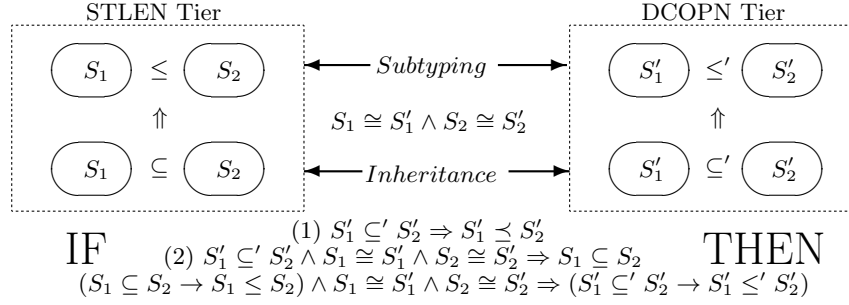 STLEN Tier DCOPN Tier
S₁ ≤ S₂ Subtyping S′₁ ≤′ S′₂
⇑ S₁ ≅ S′₁ ∧ S₂ ≅ S′₂ ⇑
S₁ ⊆ S₂ Inheritance S′₁ ⊆′ S′₂
(1) S′₁ ⊆′ S′₂ ⇒ S′₁ ⪯ S′₂
IF (2) S′₁ ⊆′ S′₂ ∧ S₁ ≅ S′₁ ∧ S₂ ≅ S′₂ ⇒ S₁ ⊆ S₂ THEN
(S₁ ⊆ S₂ → S₁ ≤ S₂) ∧ S₁ ≅ S′₁ ∧ S₂ ≅ S′₂ ⇒ (S′₁ ⊆′ S′₂ → S′₁ ≤′ S′₂)